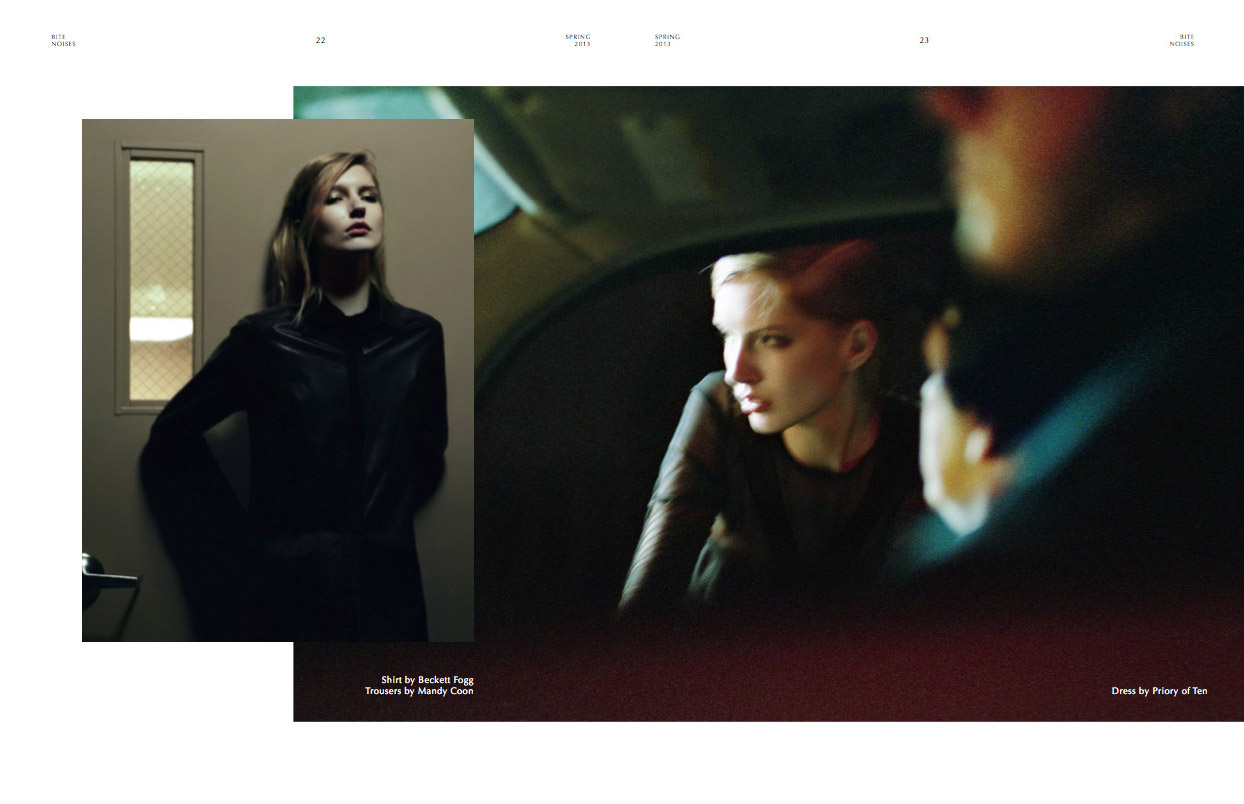 BITE
NOISES
22
SPRING
2013
SPRING
2013
23
BITE
NOISES
Shirt by Beckett Fogg
Trousers by Mandy Coon
Dress by Priory of Ten